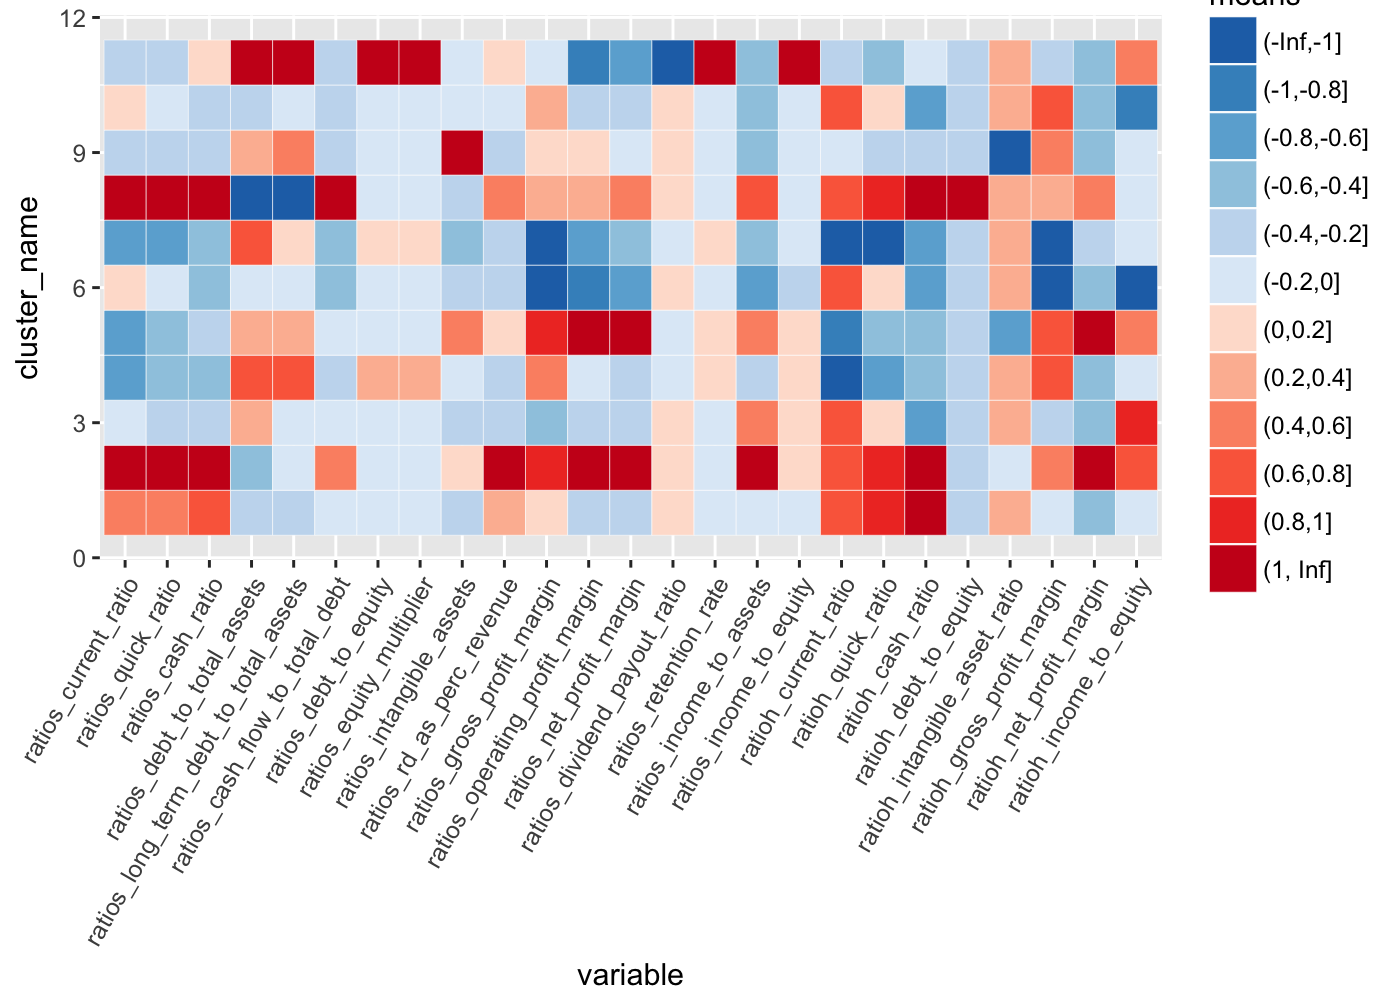 means
12
9
6
3
0
cluster_name
(-Inf,-1]
(-1,-0.8]
(-0.8,-0.6]
(-0.6,-0.4]
(-0.4,-0.2]
(-0.2,0]
(0,0.2]
(0.2,0.4]
(0.4,0.6]
(0.6,0.8]
(0.8,1]
(1, Inf]
ratios_current_ratio
ratios_quick_ratio
ratios_cash_ratio
ratios_debt_to_total_assets
ratios_long_term_debt_to_total_assets
ratios_cash_flow_to_total_debt
ratios_debt_to_equity
ratios_equity_multiplier
ratios_intangible_assets
ratios_rd_as_perc_revenue
ratios_gross_profit_margin
ratios_operating_profit_margin
ratios_net_profit_margin
ratios_dividend_payout_ratio
ratios_retention_rate
ratios_income_to_assets
ratios_income_to_equity
ratioh_current_ratio
ratioh_quick_ratio
ratioh_cash_ratio
ratioh_debt_to_equity
ratioh_intangible_asset_ratio
ratioh_gross_profit_margin
ratioh_net_profit_margin
ratioh_income_to_equity
variable